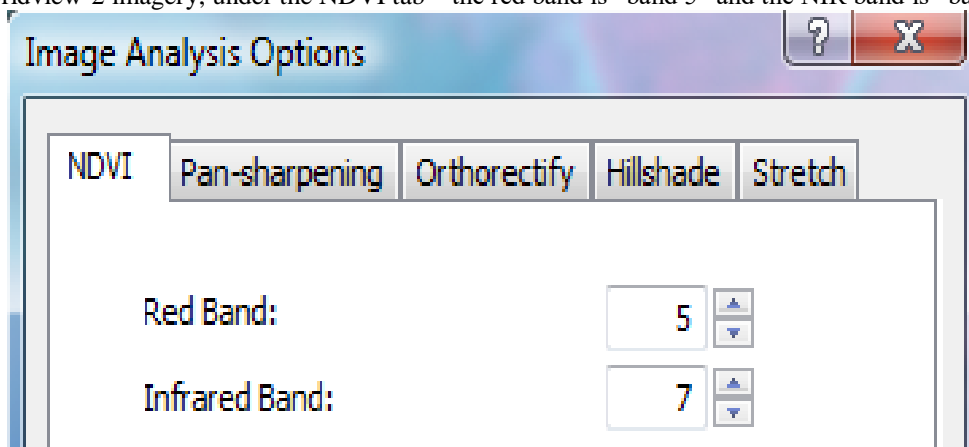 imagery, under the NDVI tab the red band is band 5 and the NIR band is
Image Analysis Options
NDVI Pan-sharpening Orthorectify Hillshade Stretch
Red Band: 5
Infrared Band: 7